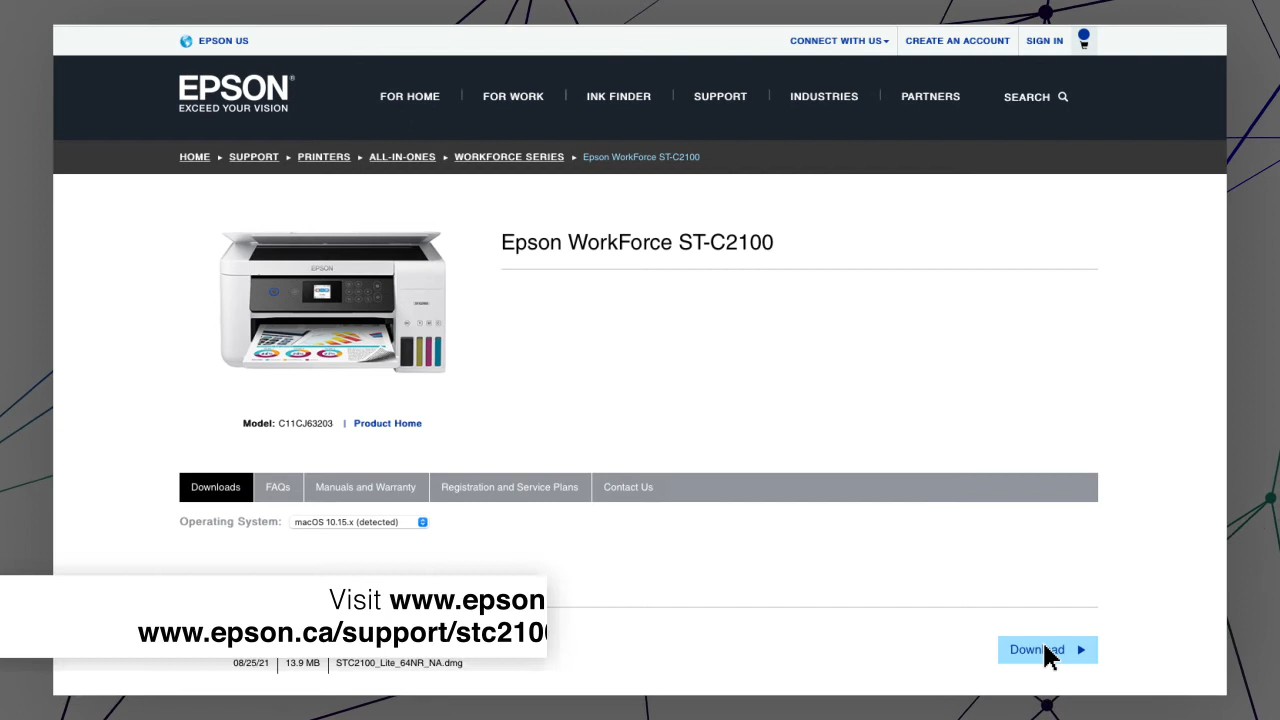 EPSON US
CONNECT WITH US
CREATE AN ACCOUNT
SIGN IN
EPSON®
EXCEED YOUR VISION
FOR HOME
FOR WORK
INK FINDER
SUPPORT
INDUSTRIES
PARTNERS
SEARCH
HOME ▸ SUPPORT ▸ PRINTERS ▸ ALL-IN-ONES ▸ WORKFORCE SERIES ▸ Epson WorkForce ST-C2100
EPSON
Epson WorkForce ST-C2100
Model: C11CJ63203 | Product Home
Downloads
FAQs
Manuals and Warranty
Registration and Service Plans
Contact Us
Operating System: macOS 10.15.x (detected)
Visit www.epson
www.epson.ca/support/stc210
08/25/21 | 13.9 MB | STC2100_Lite_64NR_NA.dmg
Download